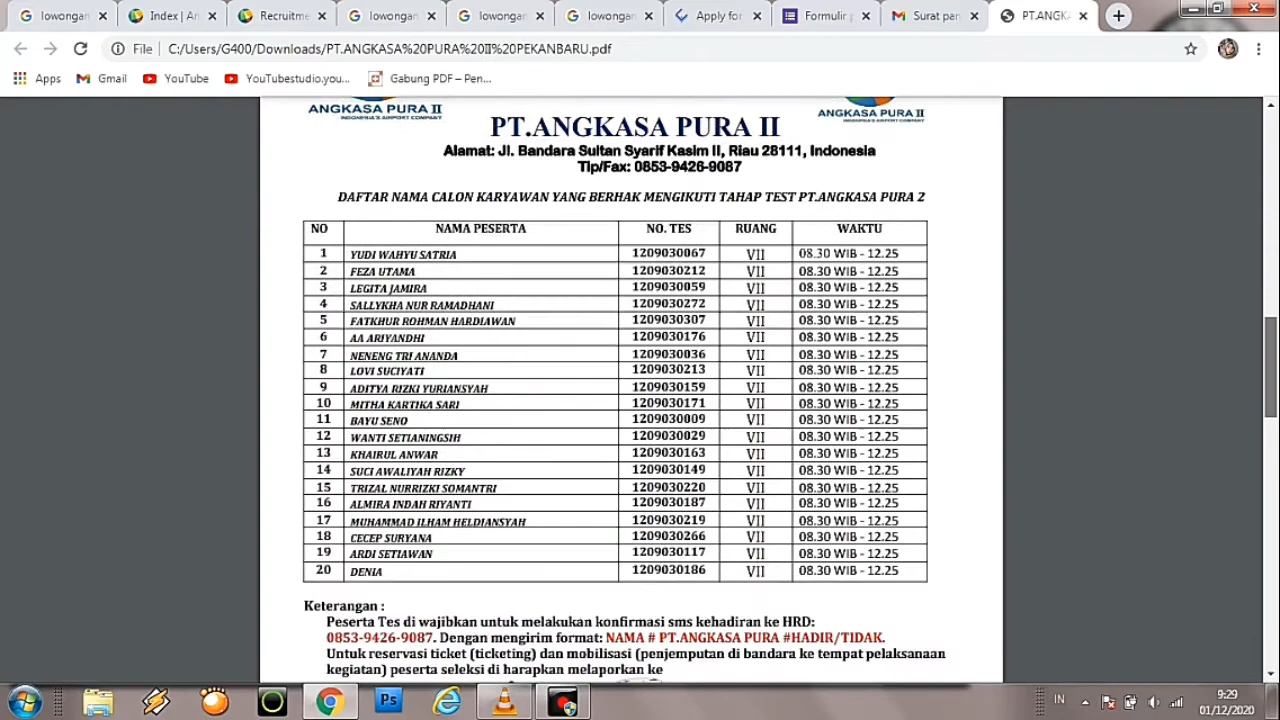 lowongan
Index | An
Recruitme
lowongan
lowongan
lowongan
Apply for
Formulir p
Surat pan
PT.ANGKA
File | C:/Users/G400/Downloads/PT.ANGKASA%20PURA%20II%20PEKANBARU.pdf
Apps Gmail YouTube YouTubestudio.you... Gabung PDF – Pen...
ANGKASA PURA II
INDONESIA'S AIRPORT COMPANY
ANGKASA PURA II
INDONESIA'S AIRPORT COMPANY
PT.ANGKASA PURA II
Alamat: Jl. Bandara Sultan Syarif Kasim II, Riau 28111, Indonesia
Tlp/Fax: 0853-9426-9087
DAFTAR NAMA CALON KARYAWAN YANG BERHAK MENGIKUTI TAHAP TEST PT.ANGKASA PURA 2
NO NAMA PESERTA NO. TES RUANG WAKTU
1 YUDI WAHYU SATRIA 1209030067 VII 08.30 WIB - 12.25
2 FEZA UTAMA 1209030212 VII 08.30 WIB - 12.25
3 LEGITA JAMIRA 1209030059 VII 08.30 WIB - 12.25
4 SALLYKHA NUR RAMADHANI 1209030272 VII 08.30 WIB - 12.25
5 FATKHUR ROHMAN HARDIAWAN 1209030307 VII 08.30 WIB - 12.25
6 AA ARIYANDHI 1209030176 VII 08.30 WIB - 12.25
7 NENENG TRI ANANDA 1209030036 VII 08.30 WIB - 12.25
8 LOVI SUCIYATI 1209030213 VII 08.30 WIB - 12.25
9 ADITYA RIZKI YURIANSYAH 1209030159 VII 08.30 WIB - 12.25
10 MITHA KARTIKA SARI 1209030171 VII 08.30 WIB - 12.25
11 BAYU SENO 1209030009 VII 08.30 WIB - 12.25
12 WANTI SETIANINGSIH 1209030029 VII 08.30 WIB - 12.25
13 KHAIRUL ANWAR 1209030163 VII 08.30 WIB - 12.25
14 SUCI AWALIYAH RIZKY 1209030149 VII 08.30 WIB - 12.25
15 TRIZAL NURRIZKI SOMANTRI 1209030220 VII 08.30 WIB - 12.25
16 ALMIRA INDAH RIYANTI 1209030187 VII 08.30 WIB - 12.25
17 MUHAMMAD ILHAM HELDIANSYAH 1209030219 VII 08.30 WIB - 12.25
18 CECEP SURYANA 1209030266 VII 08.30 WIB - 12.25
19 ARDI SETIAWAN 1209030117 VII 08.30 WIB - 12.25
20 DENIA 1209030186 VII 08.30 WIB - 12.25
Keterangan :
Peserta Tes di wajibkan untuk melakukan konfirmasi sms kehadiran ke HRD:
0853-9426-9087. Dengan mengirim format: NAMA # PT.ANGKASA PURA #HADIR/TIDAK.
Untuk reservasi ticket (ticketing) dan mobilisasi (penjemputan di bandara ke tempat pelaksanaan
kegiatan) peserta seleksi di harapkan melaporkan ke
Ps
IN
9:29
01/12/2020